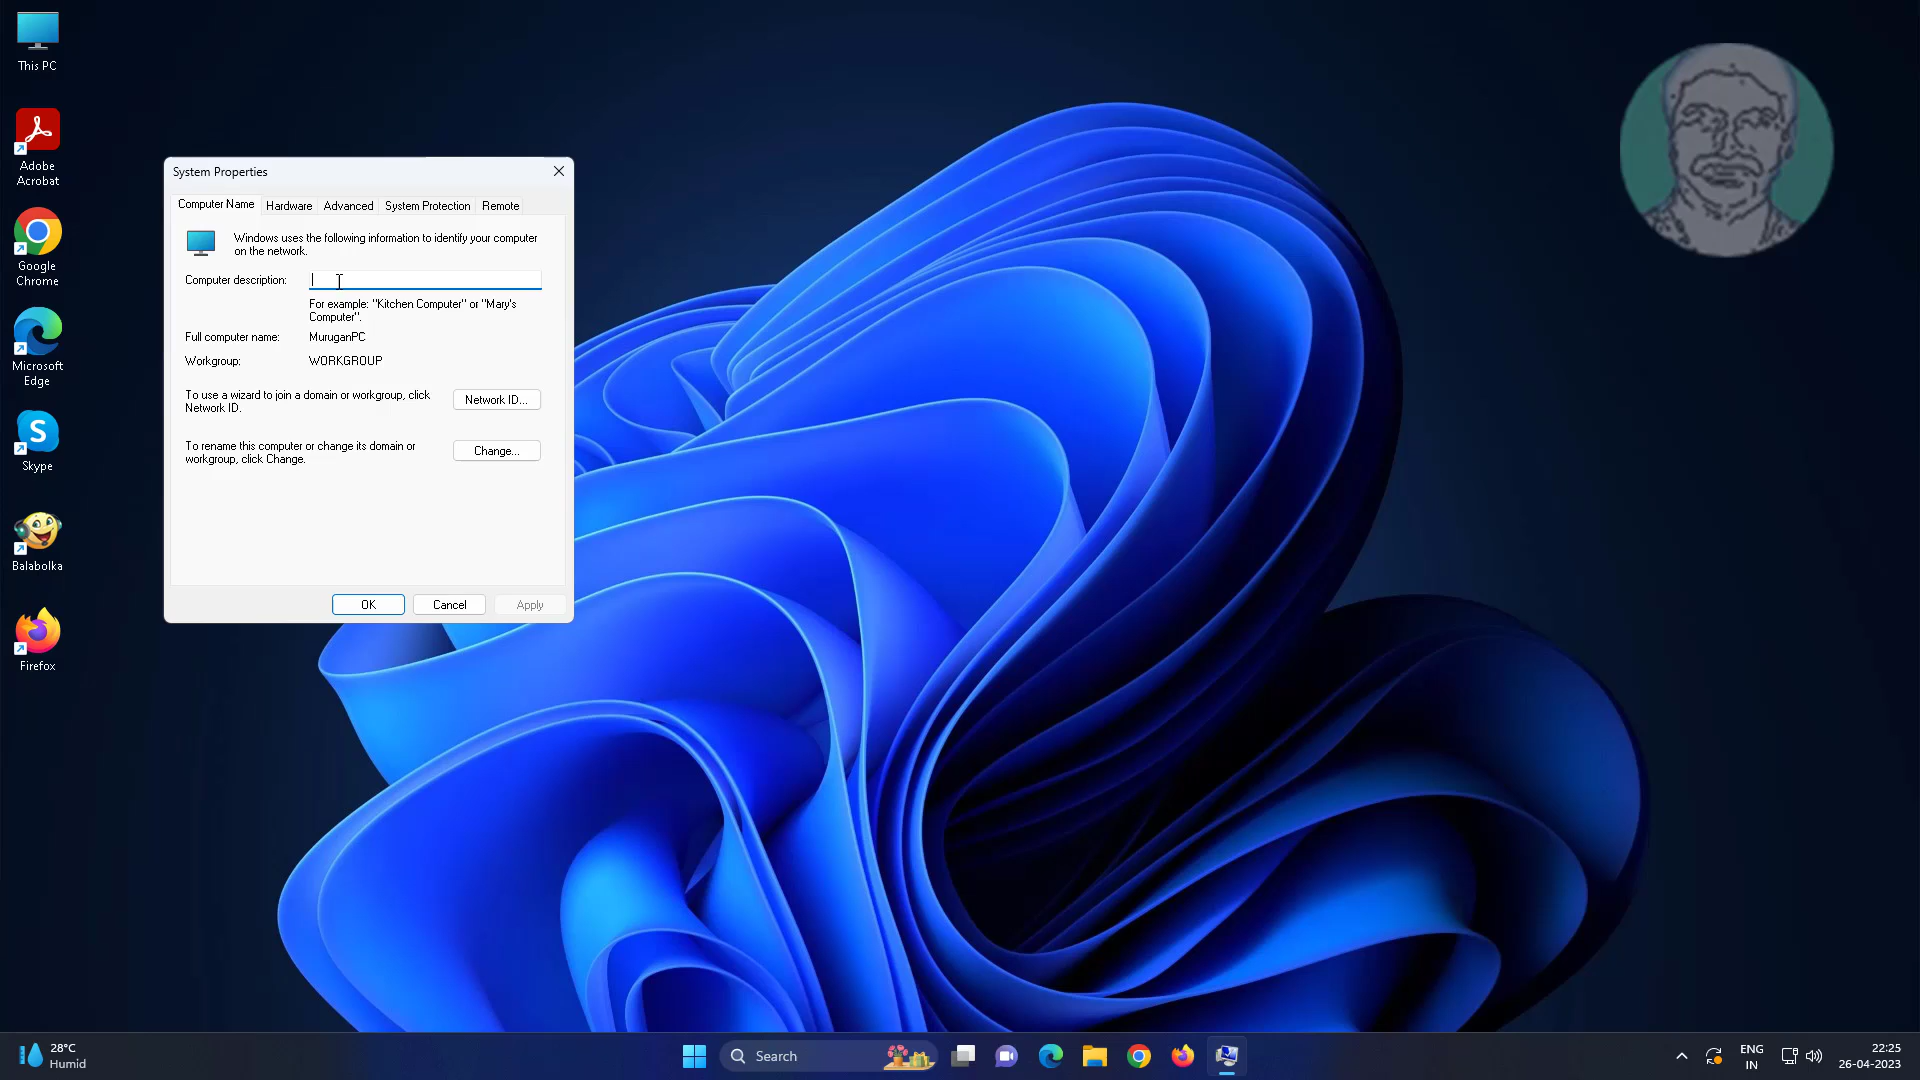 This PC
Adobe
Acrobat
Google
Chrome
Microsoft
Edge
Skype
Balabolka
Firefox
System Properties
Computer Name
Hardware
Advanced
System Protection
Remote
Windows uses the following information to identify your computer
on the network.
Computer description:
For example: "Kitchen Computer" or "Mary's
Computer".
Full computer name:
MuruganPC
Workgroup:
WORKGROUP
To use a wizard to join a domain or workgroup, click
Network ID.
Network ID...
To rename this computer or change its domain or
workgroup, click Change.
Change...
OK
Cancel
Apply
28°C
Humid
Search
ENG
IN
22:25
26-04-2023